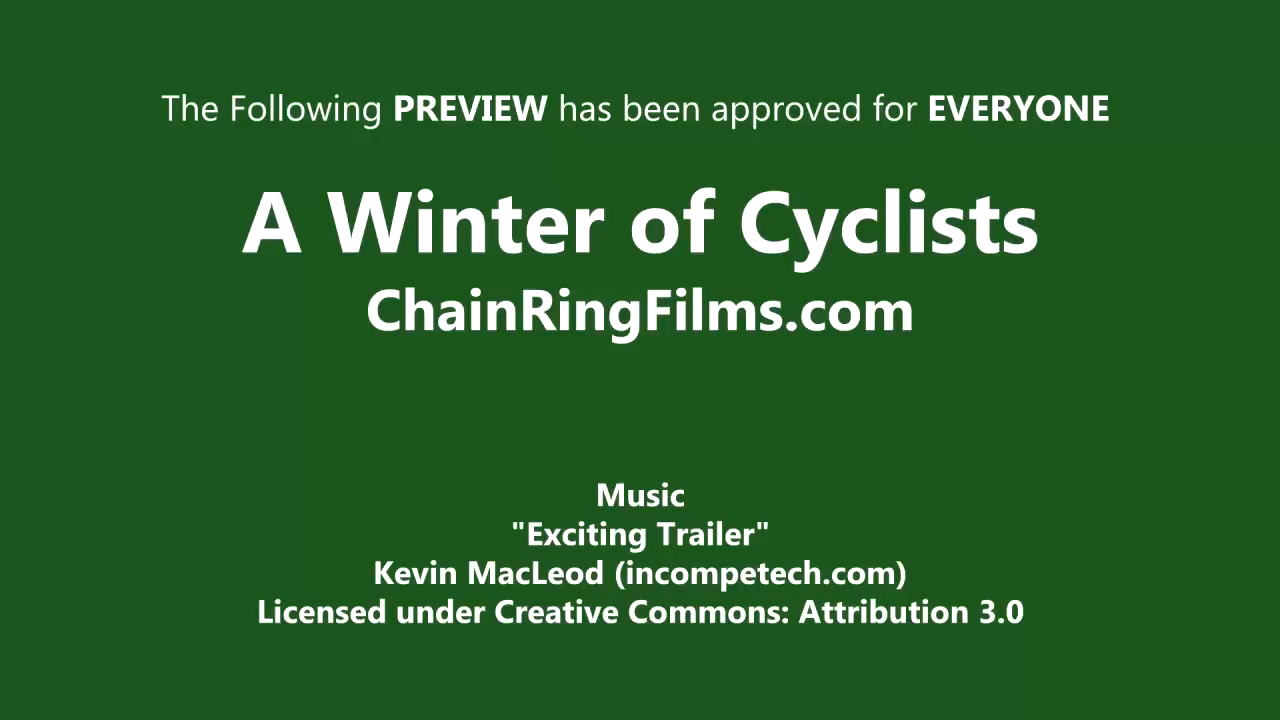 The Following PREVIEW has been approved for EVERYONE
A Winter of Cyclists
ChainRingFilms.com
Music
"Exciting Trailer"
Kevin MacLeod (incompetech.com)
Licensed under Creative Commons: Attribution 3.0